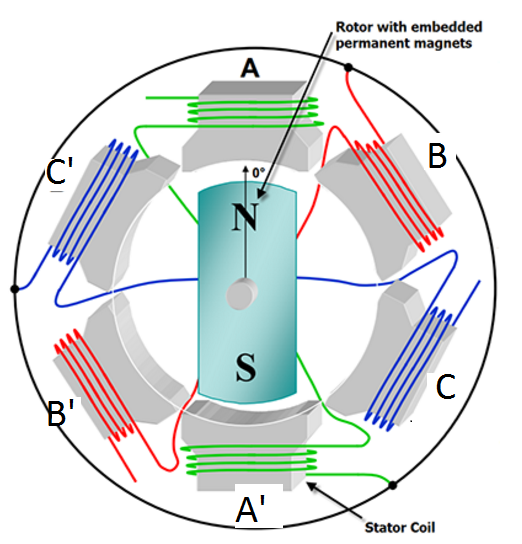 Rotor with embedded
permanent magnets
A
B
C'
0°
N
S
C
B'
A'
Stator Coil